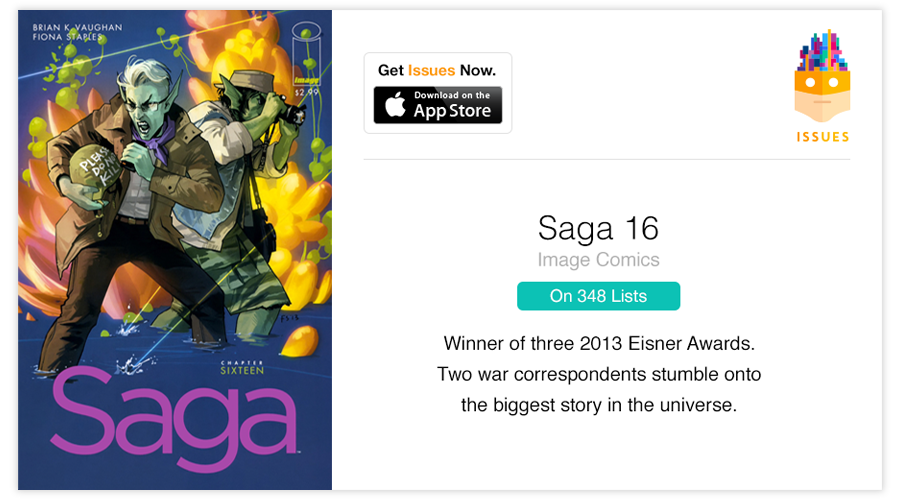 BRIAN K. VAUGHAN
FIONA STAPLES
image
$2.99
PLEASE
DON'T
KILL
FSJB
CHAPTER
SIXTEEN
Saga
Get Issues Now.
Download on the
App Store
ISSUES
Saga 16
Image Comics
On 348 Lists
Winner of three 2013 Eisner Awards.
Two war correspondents stumble onto
the biggest story in the universe.